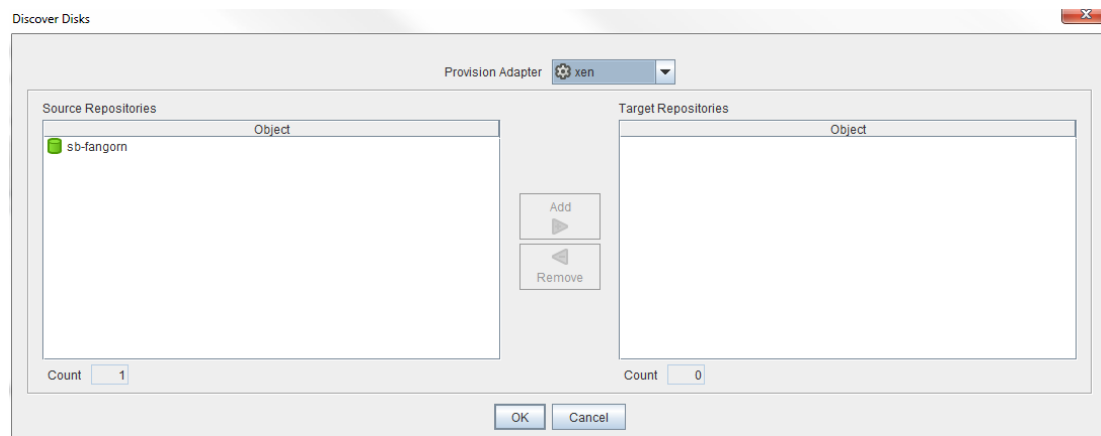 Discover Disks
Provision Adapter xen
Source Repositories
Target Repositories
Object
Object
sb-fangorn
Add
Remove
Count 1
Count 0
OK Cancel